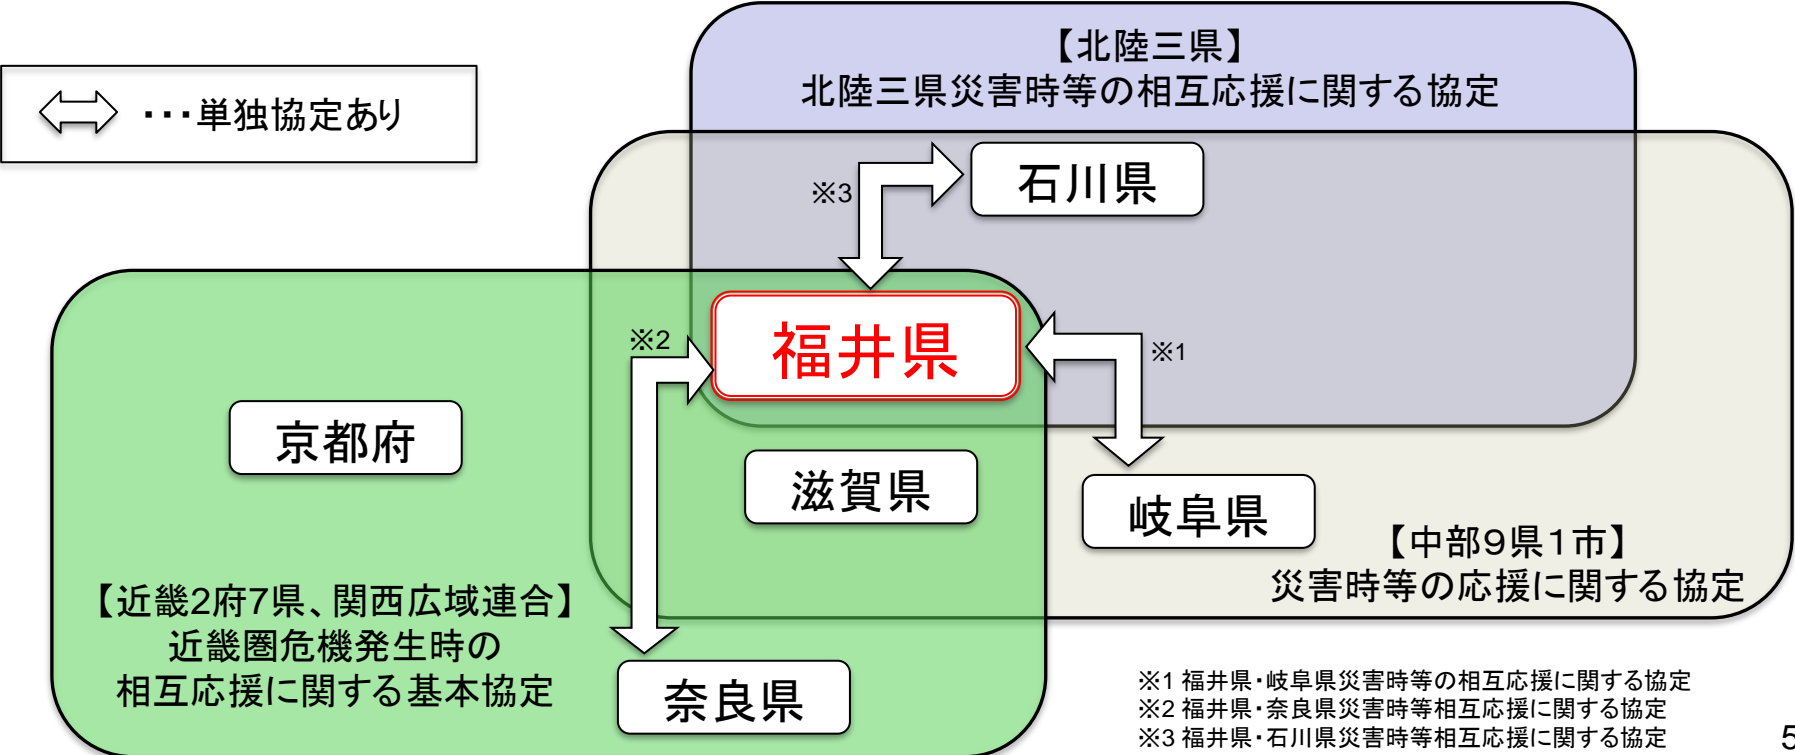 【北陸三県】
北陸三県災害時等の相互応援に関する協定
・・・単独協定あり
石川県
※3
福井県
※2
※1
京都府
滋賀県
岐阜県
【中部9県1市】
災害時等の応援に関する協定
【近畿2府7県、関西広域連合】
近畿圏危機発生時の
相互応援に関する基本協定
奈良県
※1 福井県・岐阜県災害時等の相互応援に関する協定
※2 福井県・奈良県災害時等相互応援に関する協定
※3 福井県・石川県災害時等相互応援に関する協定
5